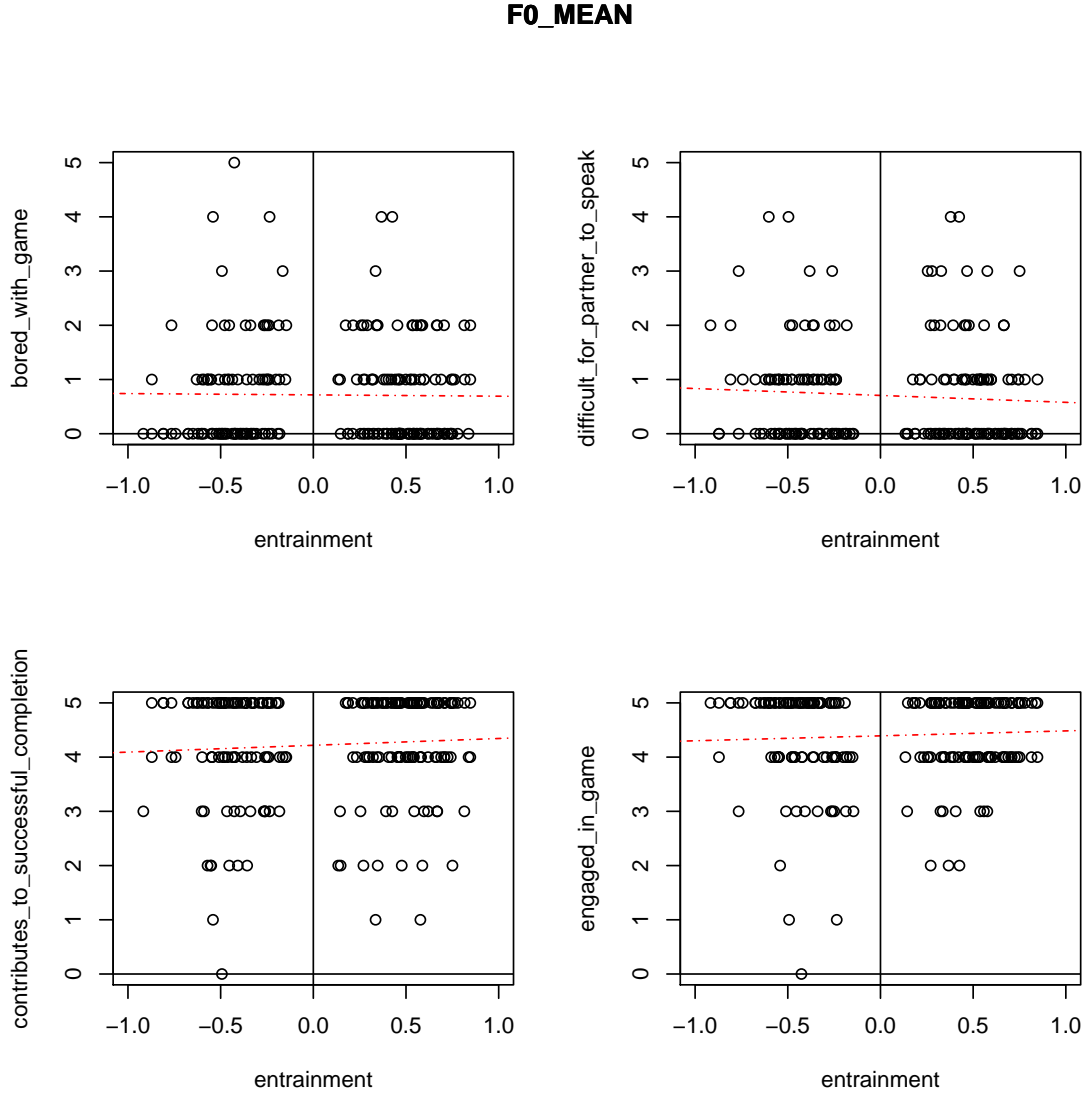 F0_MEAN
bored_with_game
5
4
3
2
1
0
−1.0 −0.5 0.0 0.5 1.0
entrainment
difficult_for_partner_to_speak
5
4
3
2
1
0
−1.0 −0.5 0.0 0.5 1.0
entrainment
contributes_to_successful_completion
5
4
3
2
1
0
−1.0 −0.5 0.0 0.5 1.0
entrainment
engaged_in_game
5
4
3
2
1
0
−1.0 −0.5 0.0 0.5 1.0
entrainment